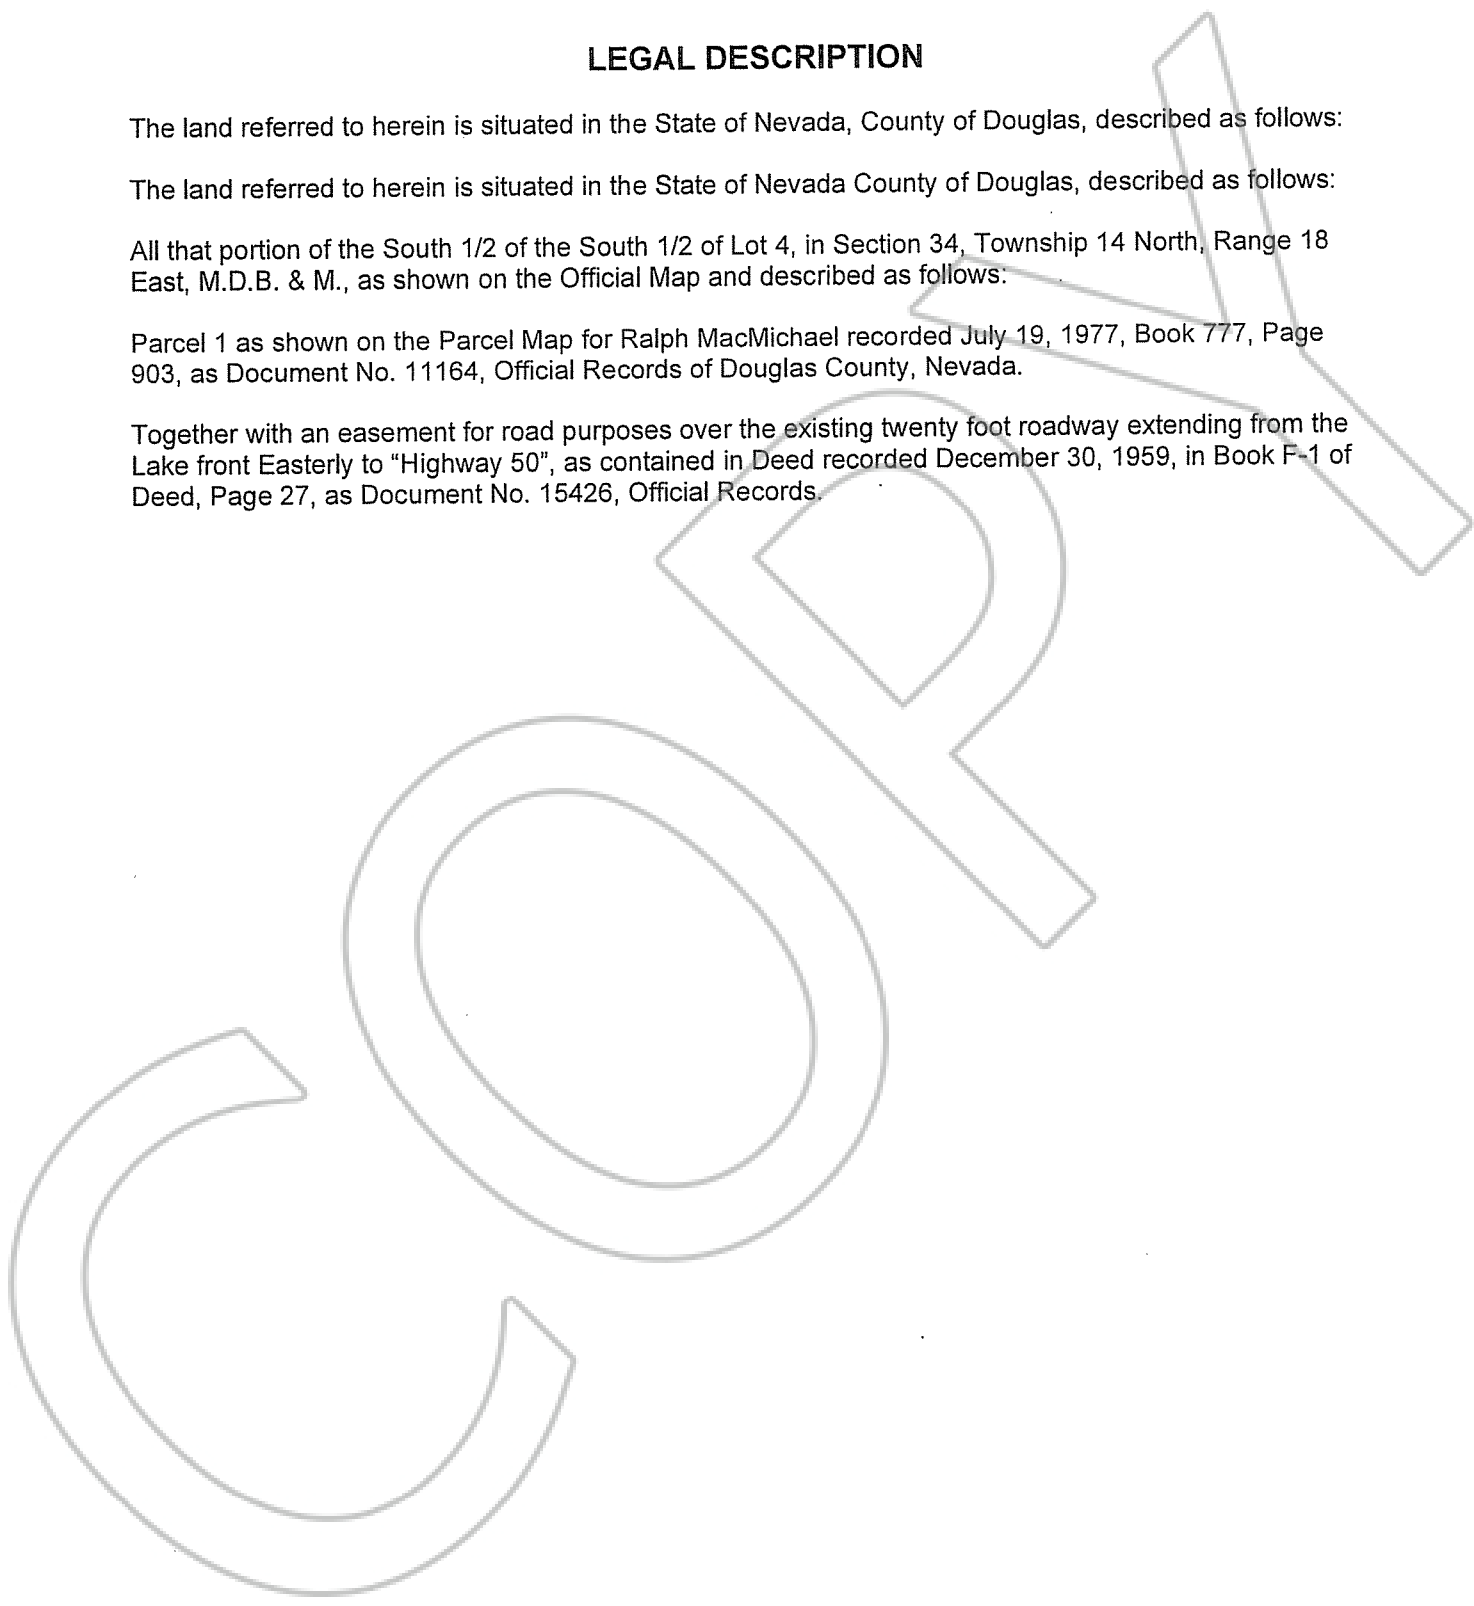 LEGAL DESCRIPTION
The land referred to herein is situated in the State of Nevada, County of Douglas, described as follows:
The land referred to herein is situated in the State of Nevada County of Douglas, described as follows:
All that portion of the South 1/2 of the South 1/2 of Lot 4, in Section 34, Township 14 North, Range 18
East, M.D.B. & M., as shown on the Official Map and described as follows:
Parcel 1 as shown on the Parcel Map for Ralph MacMichael recorded July 19, 1977, Book 777, Page
903, as Document No. 11164, Official Records of Douglas County, Nevada.
Together with an easement for road purposes over the existing twenty foot roadway extending from the
Lake front Easterly to “Highway 50”, as contained in Deed recorded December 30, 1959, in Book F-1 of
Deed, Page 27, as Document No. 15426, Official Records.
COPY